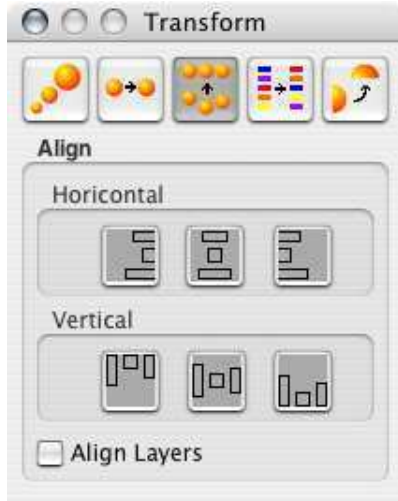 Transform
Align
Horicontal
Vertical
Align Layers